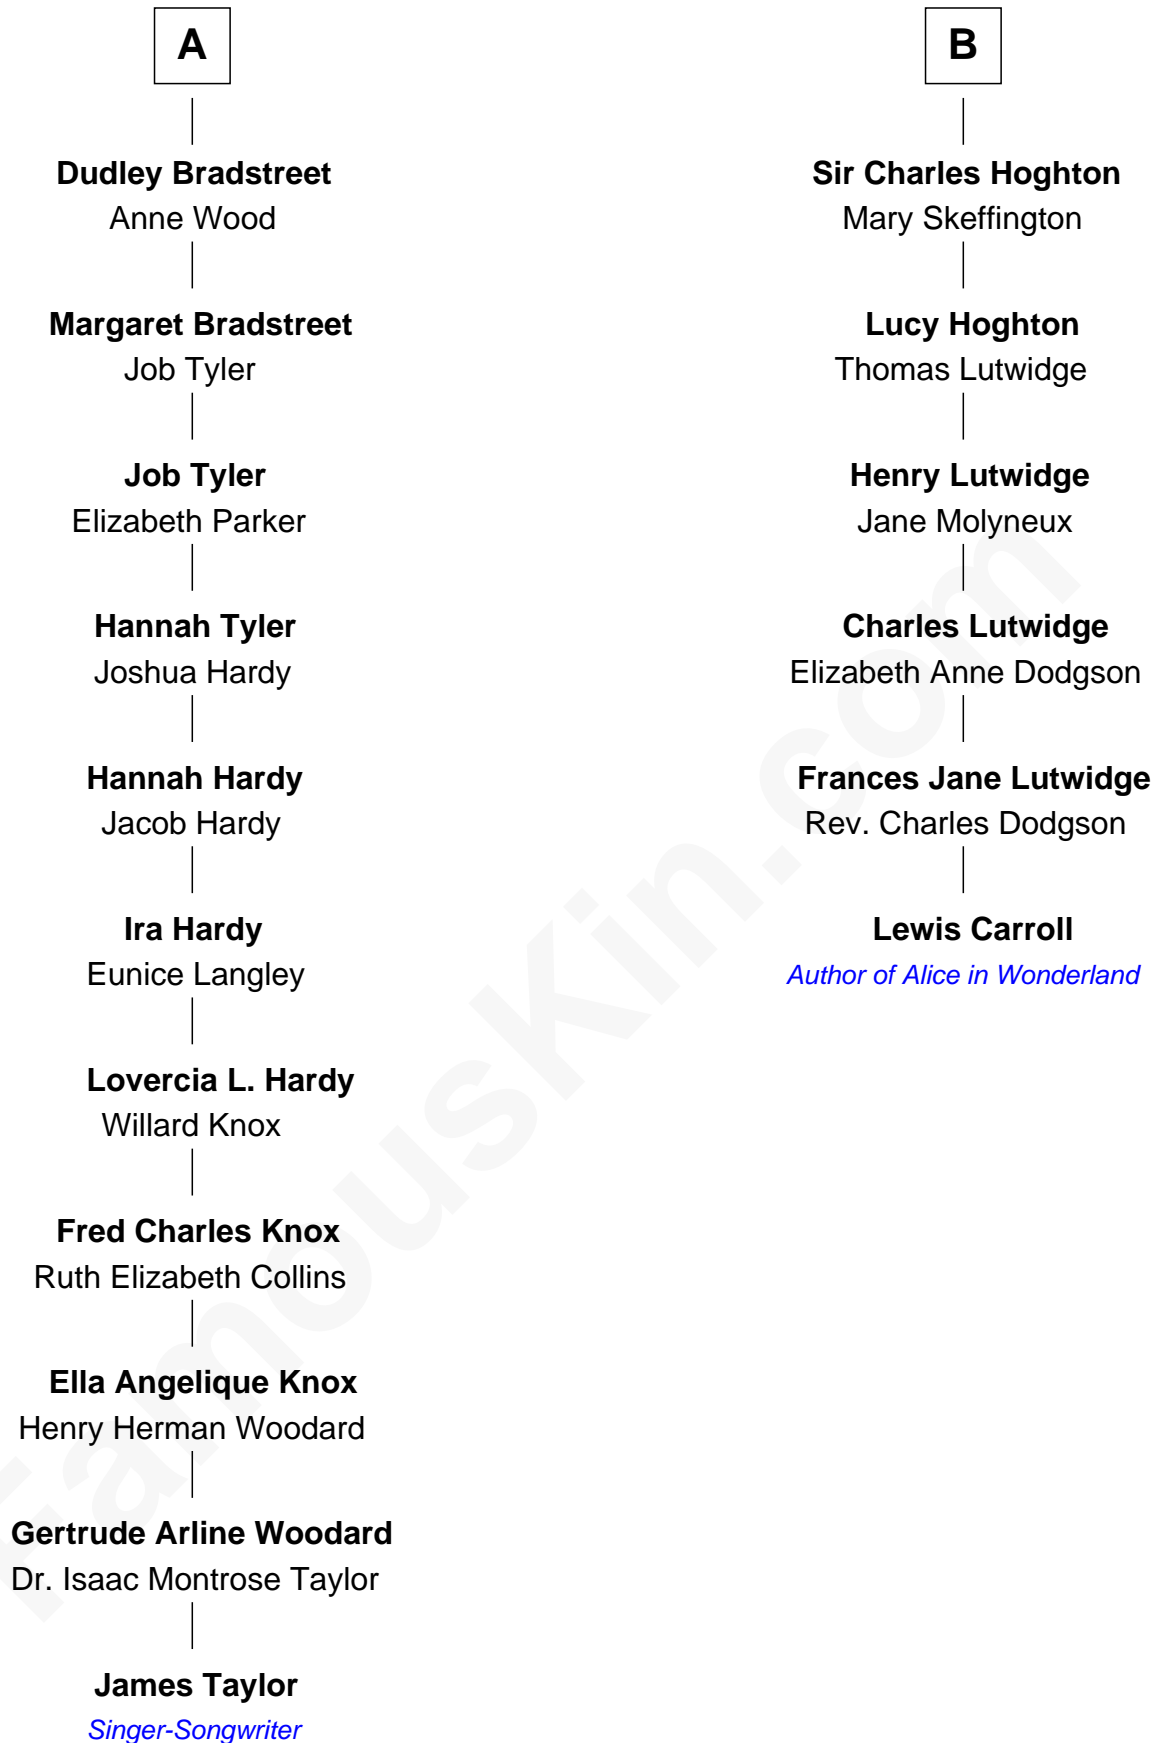 A
Dudley Bradstreet
Anne Wood
Margaret Bradstreet
Job Tyler
Job Tyler
Elizabeth Parker
Hannah Tyler
Joshua Hardy
Hannah Hardy
Jacob Hardy
Ira Hardy
Eunice Langley
Lovercia L. Hardy
Willard Knox
Fred Charles Knox
Ruth Elizabeth Collins
Ella Angelique Knox
Henry Herman Woodard
Gertrude Arline Woodard
Dr. Isaac Montrose Taylor
James Taylor
Singer-Songwriter
B
Sir Charles Hoghton
Mary Skeffington
Lucy Hoghton
Thomas Lutwidge
Henry Lutwidge
Jane Molyneux
Charles Lutwidge
Elizabeth Anne Dodgson
Frances Jane Lutwidge
Rev. Charles Dodgson
Lewis Carroll
Author of Alice in Wonderland
FamousKin.com